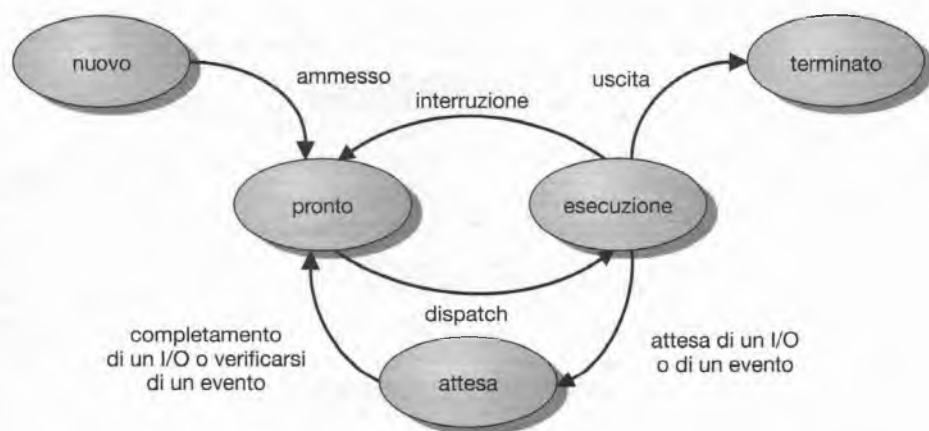 nuovo
ammesso
interruzione
uscita
terminato
pronto
esecuzione
dispatch
completamento
di un I/O o verificarsi
di un evento
attesa
attesa di un I/O
o di un evento